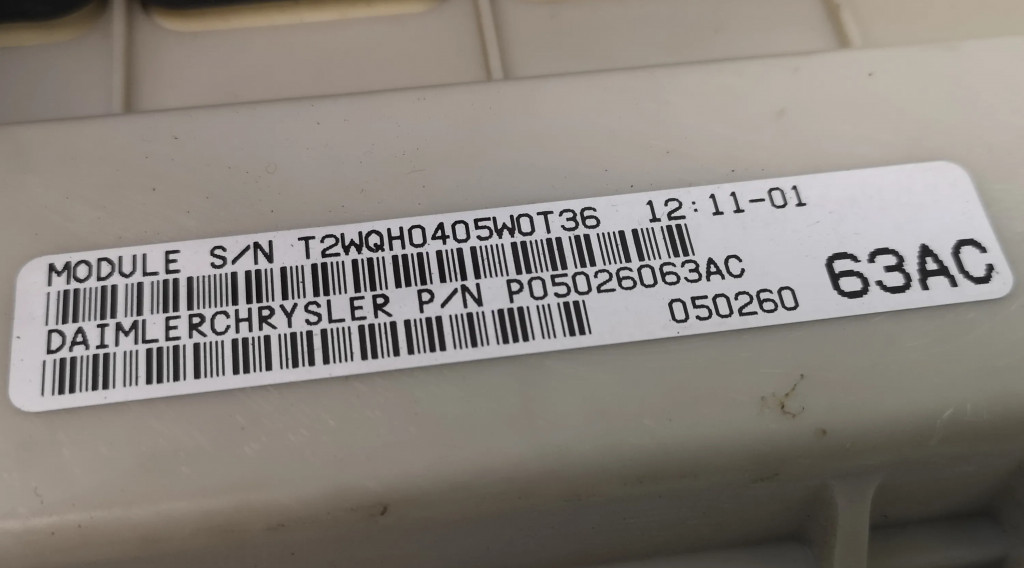 MODULE S/N T2WQH0405W0T36 12:11-01
DAIMLERCHRYSLER P/N P05026063AC
050260 63AC